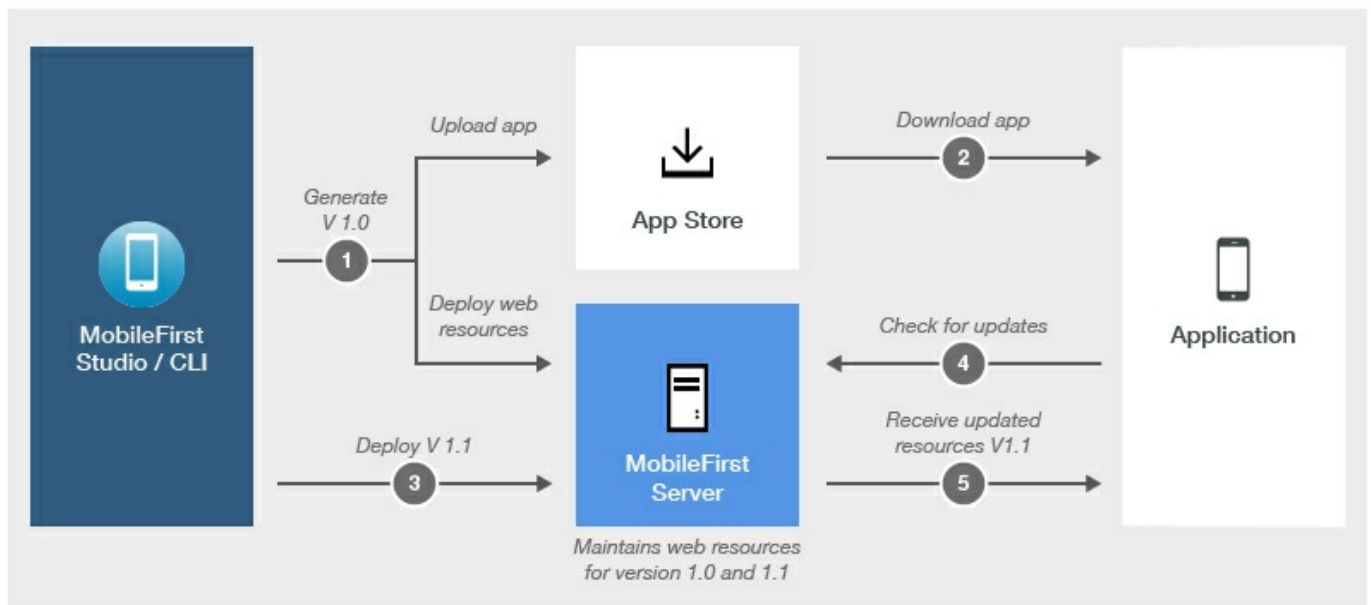 Upload app
Download app
2
Generate
V 1.0
1
App Store
Deploy web
resources
MobileFirst
Studio / CLI
Check for updates
4
Application
Deploy V 1.1
3
MobileFirst
Server
Receive updated
resources V1.1
5
Maintains web resources
for version 1.0 and 1.1